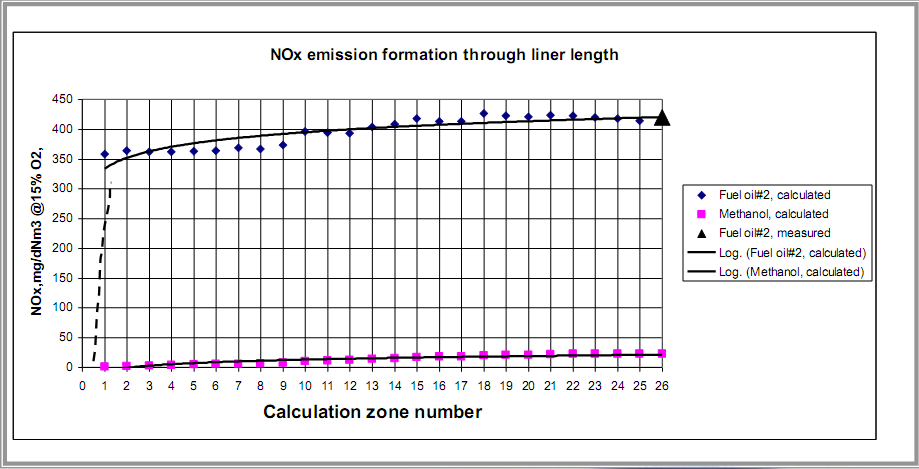 NOx emission formation through liner length
NOx,mg/dNm3 @15% O2,
450
400
350
300
250
200
150
100
50
0
0 1 2 3 4 5 6 7 8 9 10 11 12 13 14 15 16 17 18 19 20 21 22 23 24 25 26
Calculation zone number
Fuel oil#2, calculated
Methanol, calculated
Fuel oil#2, measured
Log. (Fuel oil#2, calculated)
Log. (Methanol, calculated)